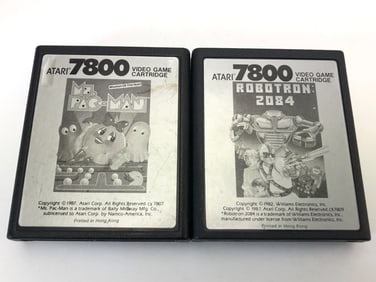 ATARI 7800 VIDEO GAME CARTRIDGE
MS. PAC-MAN
Copyright ©1987, Atari Corp. All Rights Reserved. CX7807
*Ms. Pac-Man is a trademark of Bally Midway Mfg. Co.,
sublicensed to Atari Corp. by Namco-America, Inc.
Printed in Hong Kong
ATARI 7800 VIDEO GAME CARTRIDGE
ROBOTRON:
2084
Copyright ©1982, Williams Electronics, Inc.
Copyright ©1987, Atari Corp. All Rights Reserved. CX7809
*Robotron:2084 is a trademark of Williams Electronics, Inc.,
manufactured under license from Williams Electronics, Inc.
Printed in Hong Kong